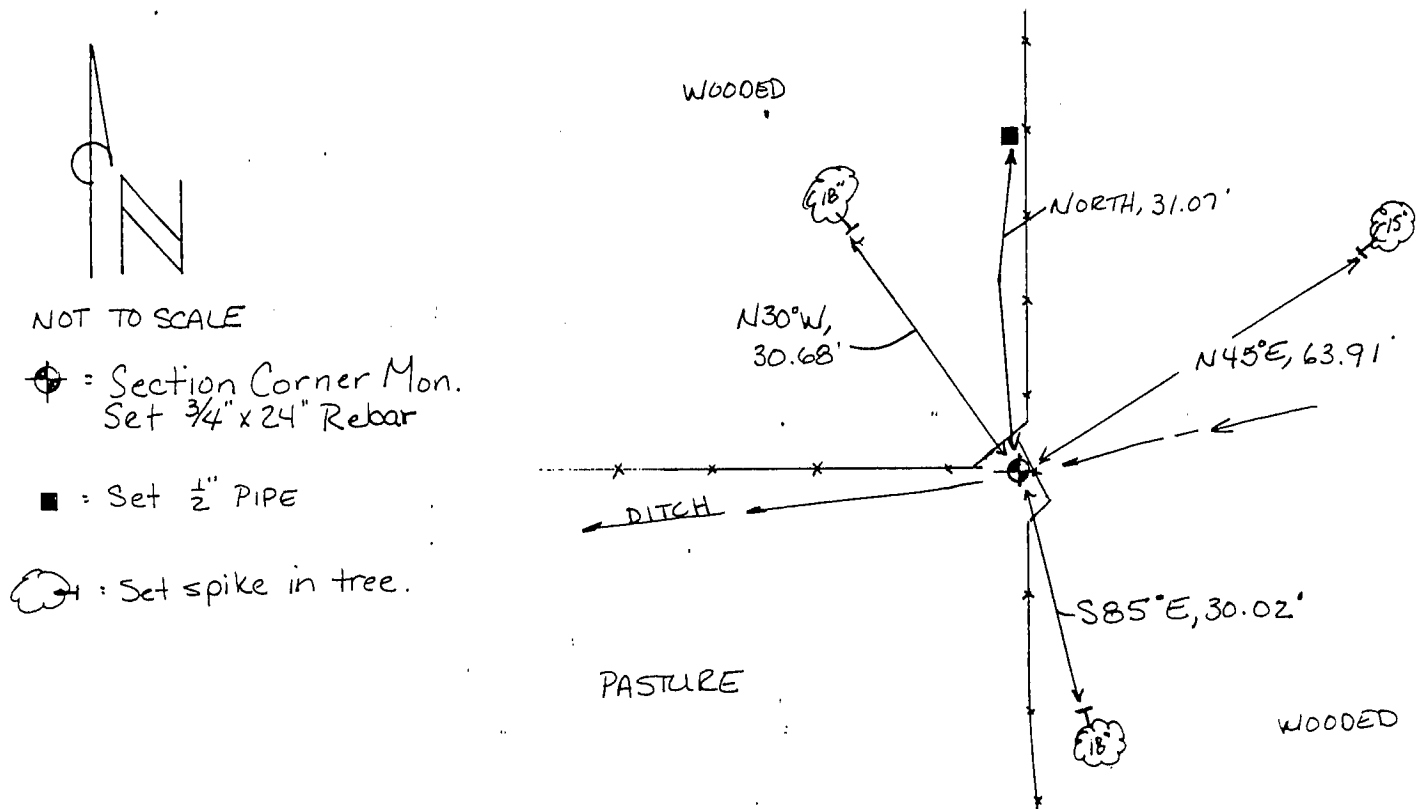 N
NOT TO SCALE
= Section Corner Mon.
Set 3/4" x 24" Rebar
= Set 1/2" PIPE
= Set spike in tree.
WOODED
18"
NORTH, 31.07'
15"
N30°W,
30.68'
N45°E, 63.91'
DITCH
S85°E, 30.02'
PASTURE
18"
WOODED